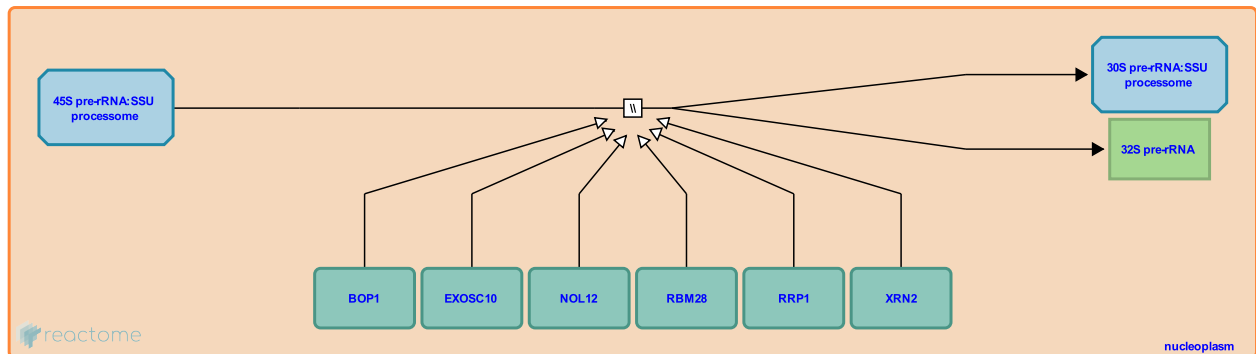 45S pre-rRNA:SSU
processome
\\
30S pre-rRNA:SSU
processome
32S pre-rRNA
BOP1
EXOSC10
NOL12
RBM28
RRP1
XRN2
reactome
nucleoplasm